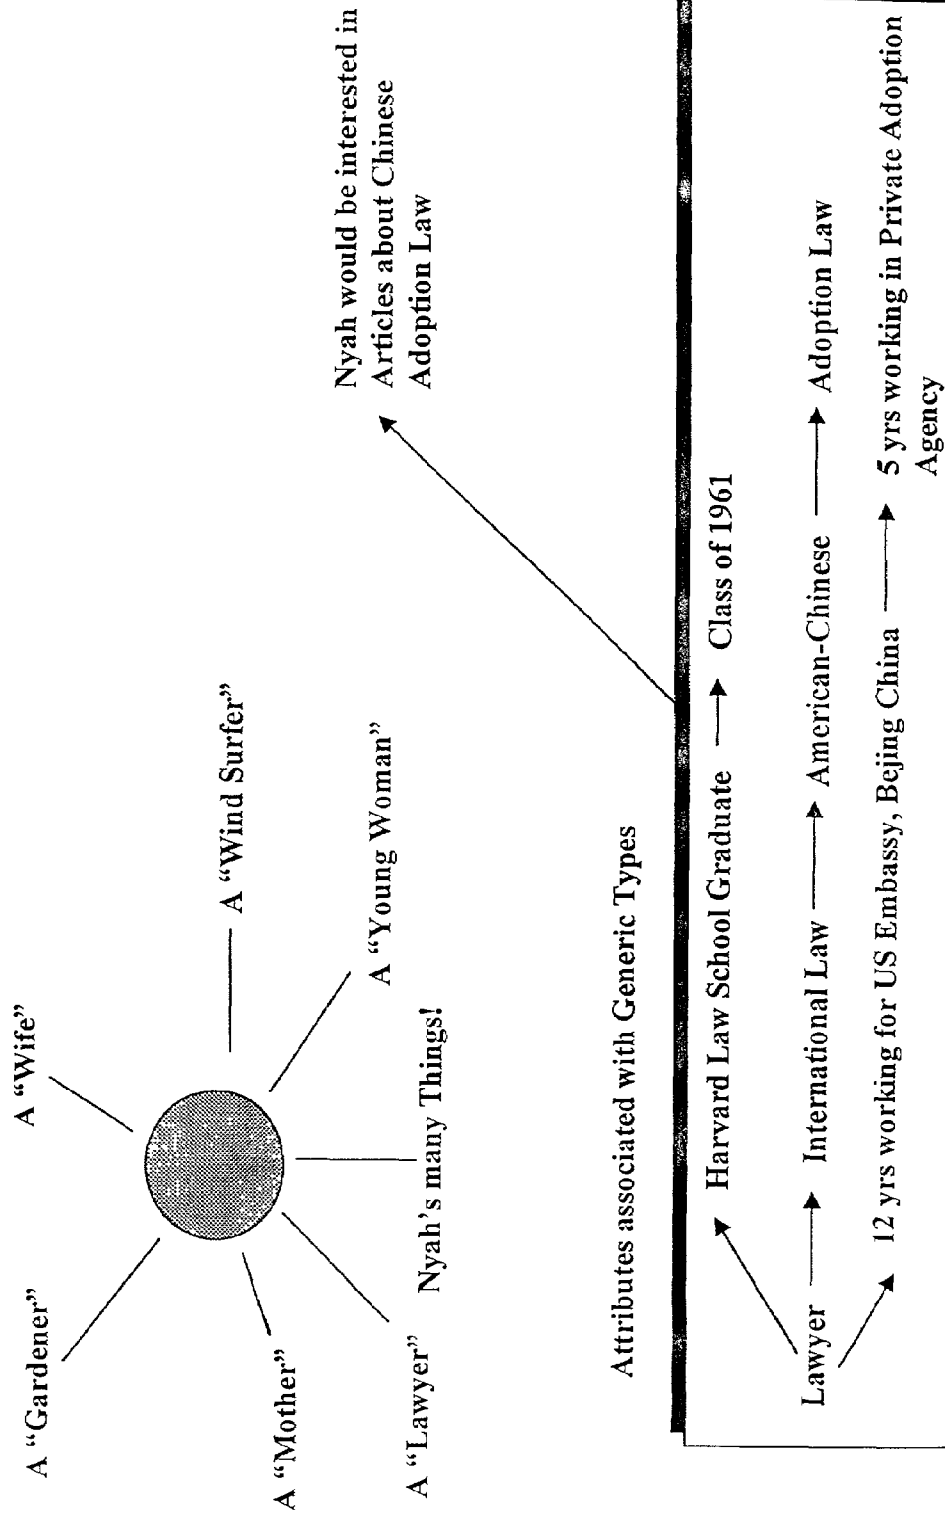 A “Wife”
A “Gardener”
A “Wind Surfer”
A “Mother”
A “Young Woman”
A “Lawyer”
Nyah’s many Things!
Nyah would be interested in
Articles about Chinese
Adoption Law
Attributes associated with Generic Types
Harvard Law School Graduate
Class of 1961
Lawyer
International Law
American-Chinese
Adoption Law
12 yrs working for US Embassy, Bejing China
5 yrs working in Private Adoption
Agency